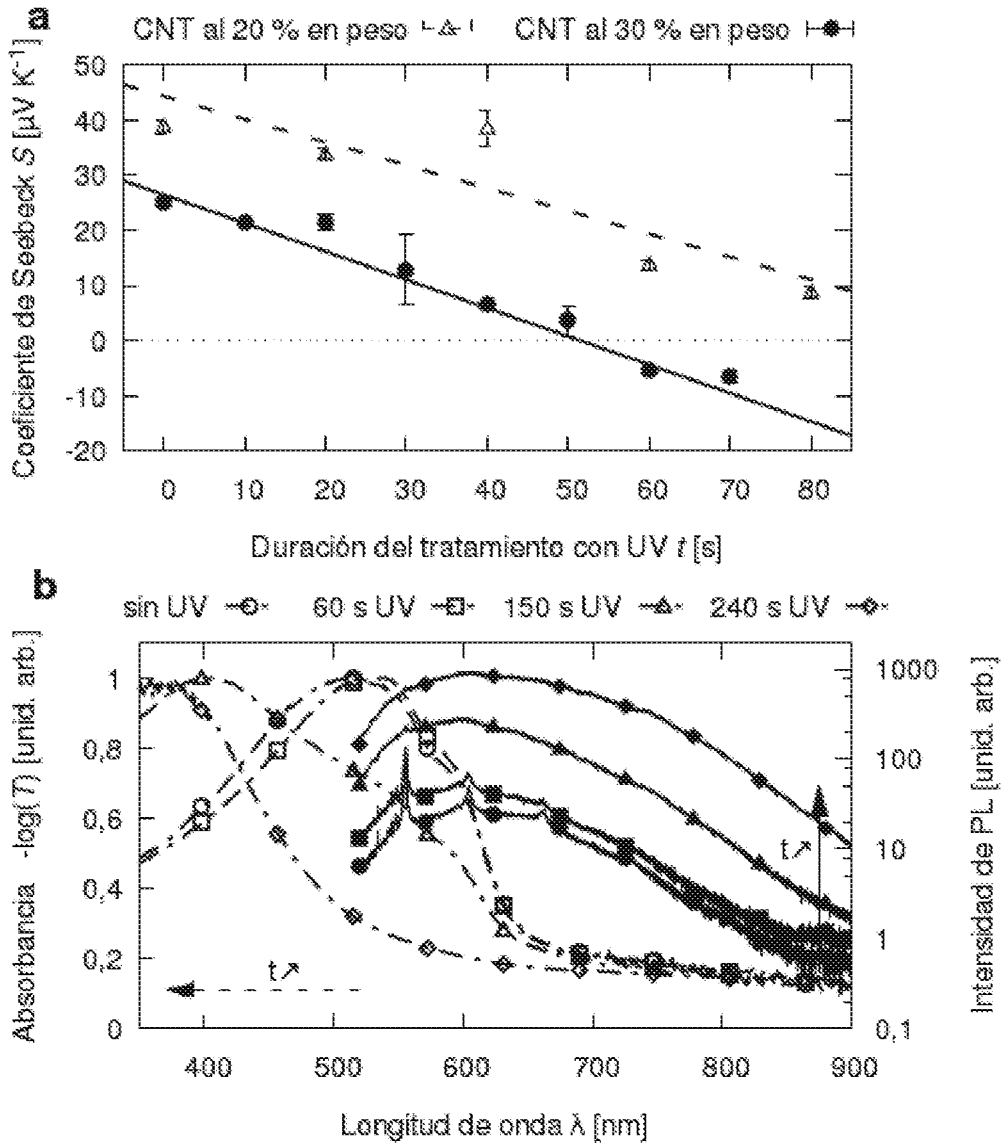 a
CNT al 20 % en peso CNT al 30 % en peso
Coeficiente de Seebeck S [µV K⁻¹]
50
40
30
20
10
0
-10
-20
0 10 20 30 40 50 60 70 80
Duración del tratamiento con UV t [s]
b
sin UV 60 s UV 150 s UV 240 s UV
Absorbancia -log(T) [unid. arb.]
1
0,8
0,6
0,4
0,2
0
t↗
t↗
1000
100
10
1
0,1
Intensidad de PL [unid. arb.]
400 500 600 700 800 900
Longitud de onda λ [nm]